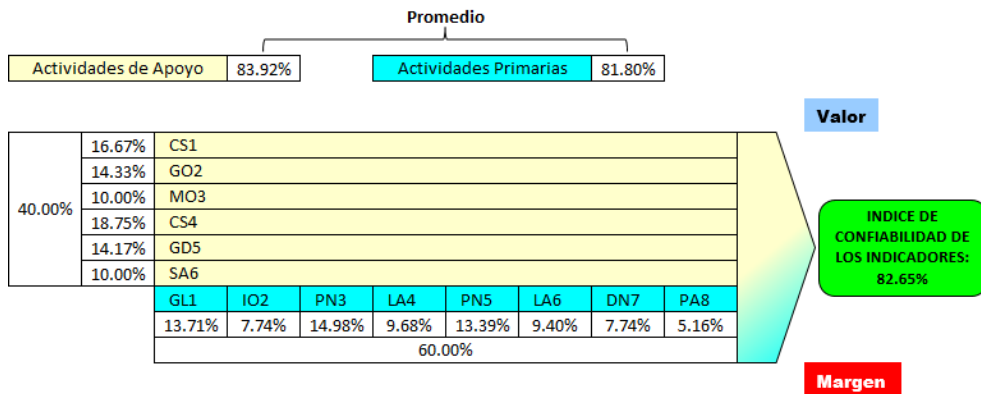 Promedio
Actividades de Apoyo 83.92% Actividades Primarias 81.80%
Valor
40.00%
16.67% CS1
14.33% GO2
10.00% MO3
18.75% CS4
14.17% GD5
10.00% SA6
GL1 IO2 PN3 LA4 PN5 LA6 DN7 PA8
13.71% 7.74% 14.98% 9.68% 13.39% 9.40% 7.74% 5.16%
60.00%
INDICE DE
CONFIABILIDAD DE
LOS INDICADORES:
82.65%
Margen